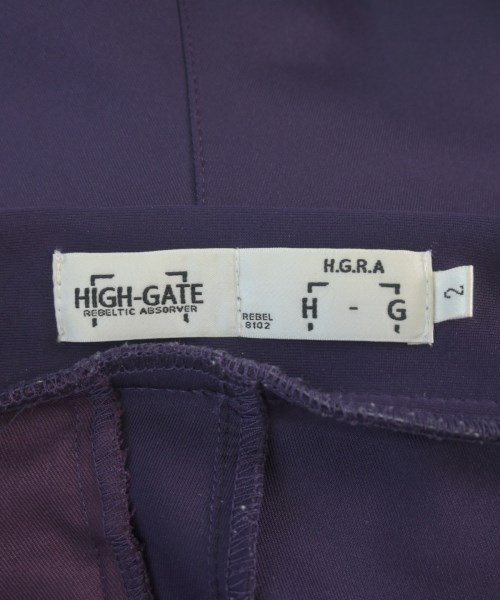 HIGH-GATE
REBELTIC ABSORVER
H.G.R.A
H - G
REBEL
8102
2